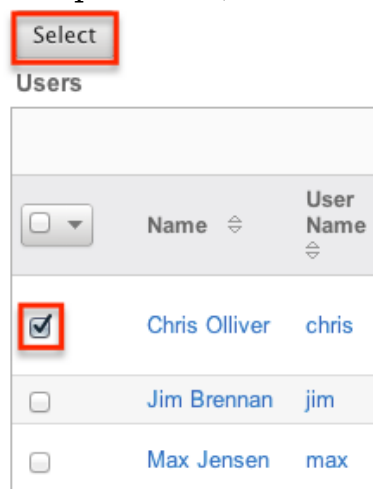 Select
Users
Name
User
Name
Chris Olliver chris
Jim Brennan jim
Max Jensen max